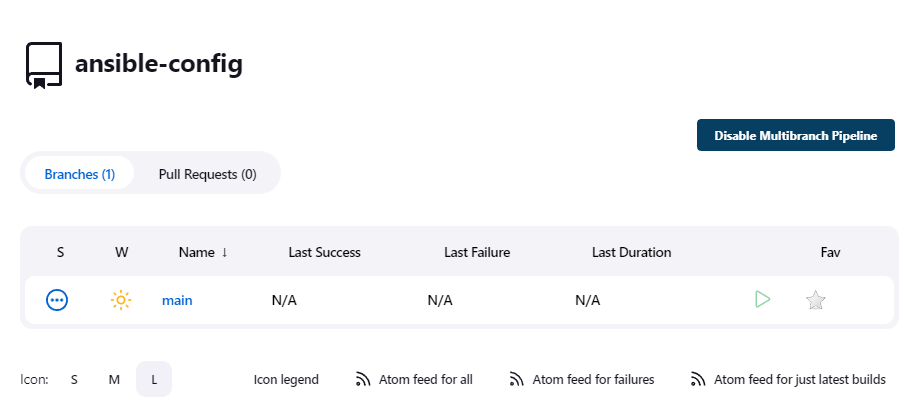 ansible-config
Disable Multibranch Pipeline
Branches (1) Pull Requests (0)
S W Name ↓ Last Success Last Failure Last Duration Fav
main N/A N/A N/A
Icon: S M L Icon legend Atom feed for all Atom feed for failures Atom feed for just latest builds